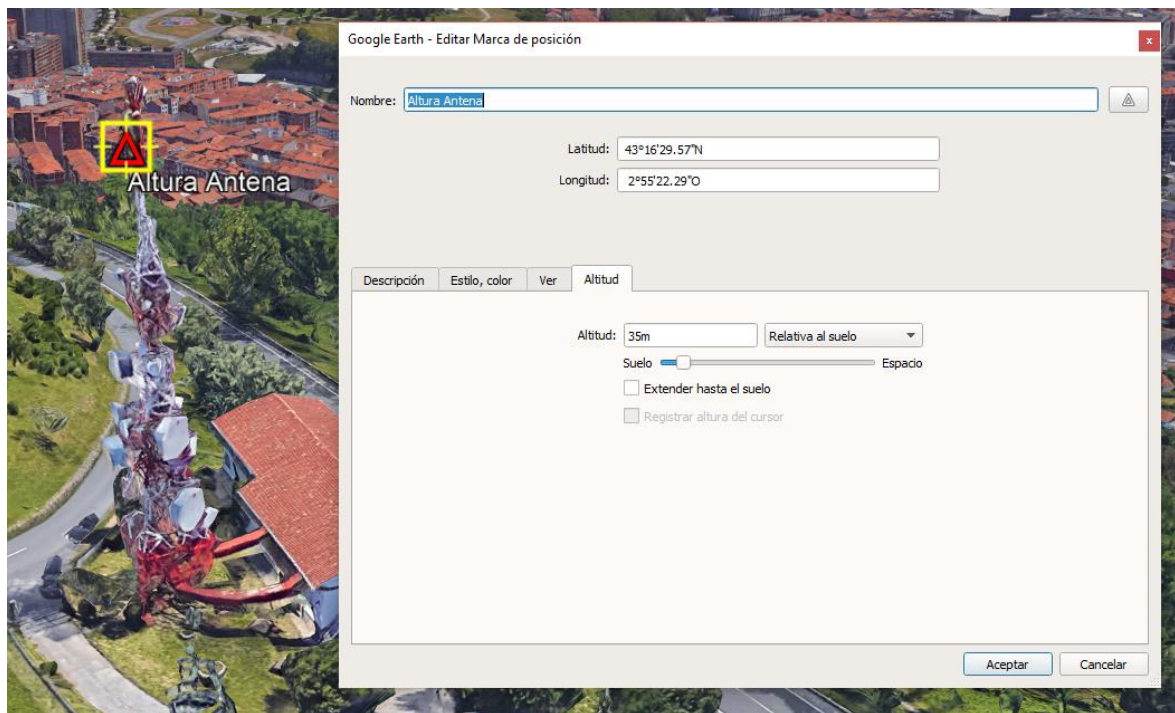 Google Earth - Editar Marca de posición
x
Nombre: Altura Antena
Latitud: 43°16'29.57"N
Longitud: 2°55'22.29"O
Altura Antena
Descripción Estilo, color Ver Altitud
Altitud: 35m Relativa al suelo
Suelo Espacio
Extender hasta el suelo
Registrar altura del cursor
Aceptar Cancelar